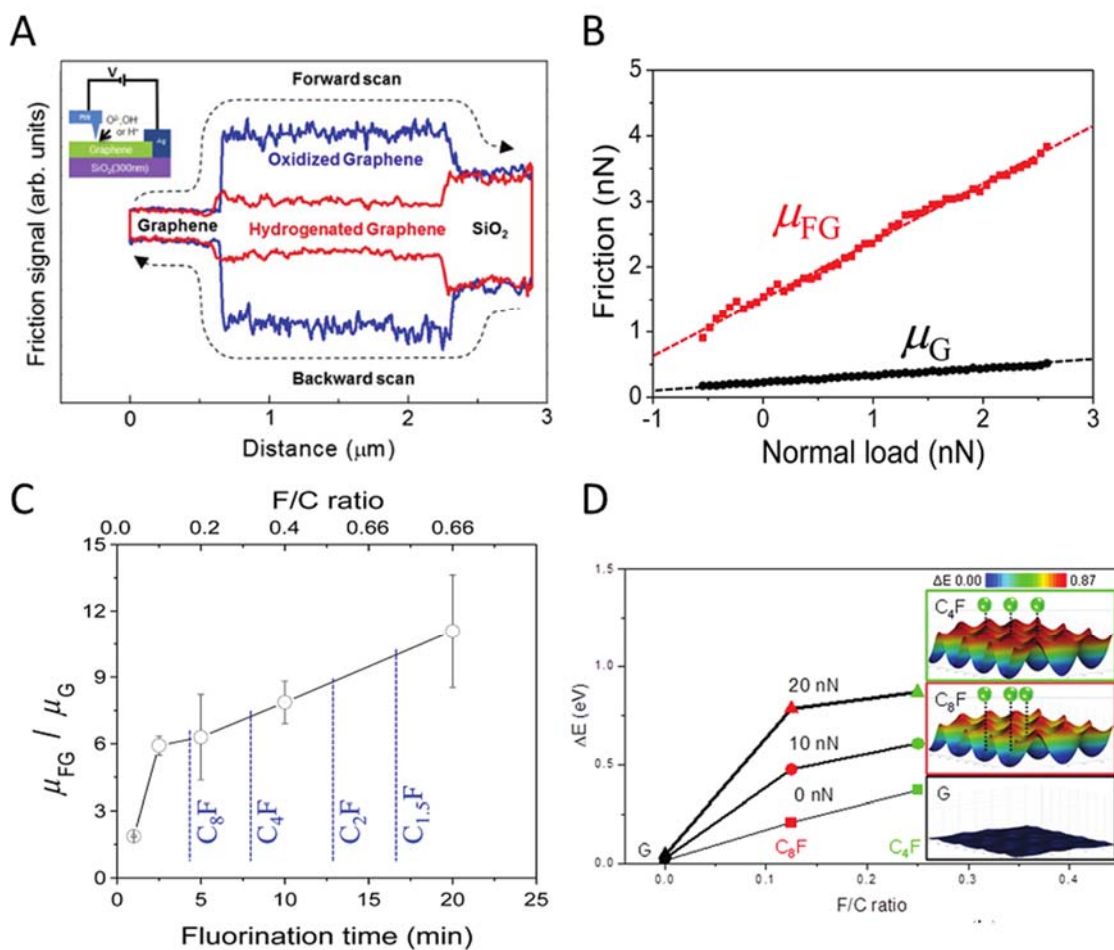 A
Friction signal (arb. units)
Forward scan
V
O²⁻,OH⁻
or H⁺
Ag
Graphene
SiO₂(300nm)
Oxidized Graphene
Graphene
Hydrogenated Graphene
SiO₂
Backward scan
0 1 2 3
Distance (μm)
B
Friction (nN)
5
4
3
2
1
0
μFG
μG
-1 0 1 2 3
Normal load (nN)
C
F/C ratio
0.0 0.2 0.4 0.66 0.66
μFG / μG
15
12
9
6
3
0
C₈F
C₄F
C₂F
C₁.₅F
0 5 10 15 20 25
Fluorination time (min)
D
ΔE (eV)
1.5
1.0
0.5
0.0
ΔE 0.00 0.87
C₄F
C₈F
G
20 nN
10 nN
0 nN
G
C₈F
C₄F
0.0 0.1 0.2 0.3 0.4
F/C ratio